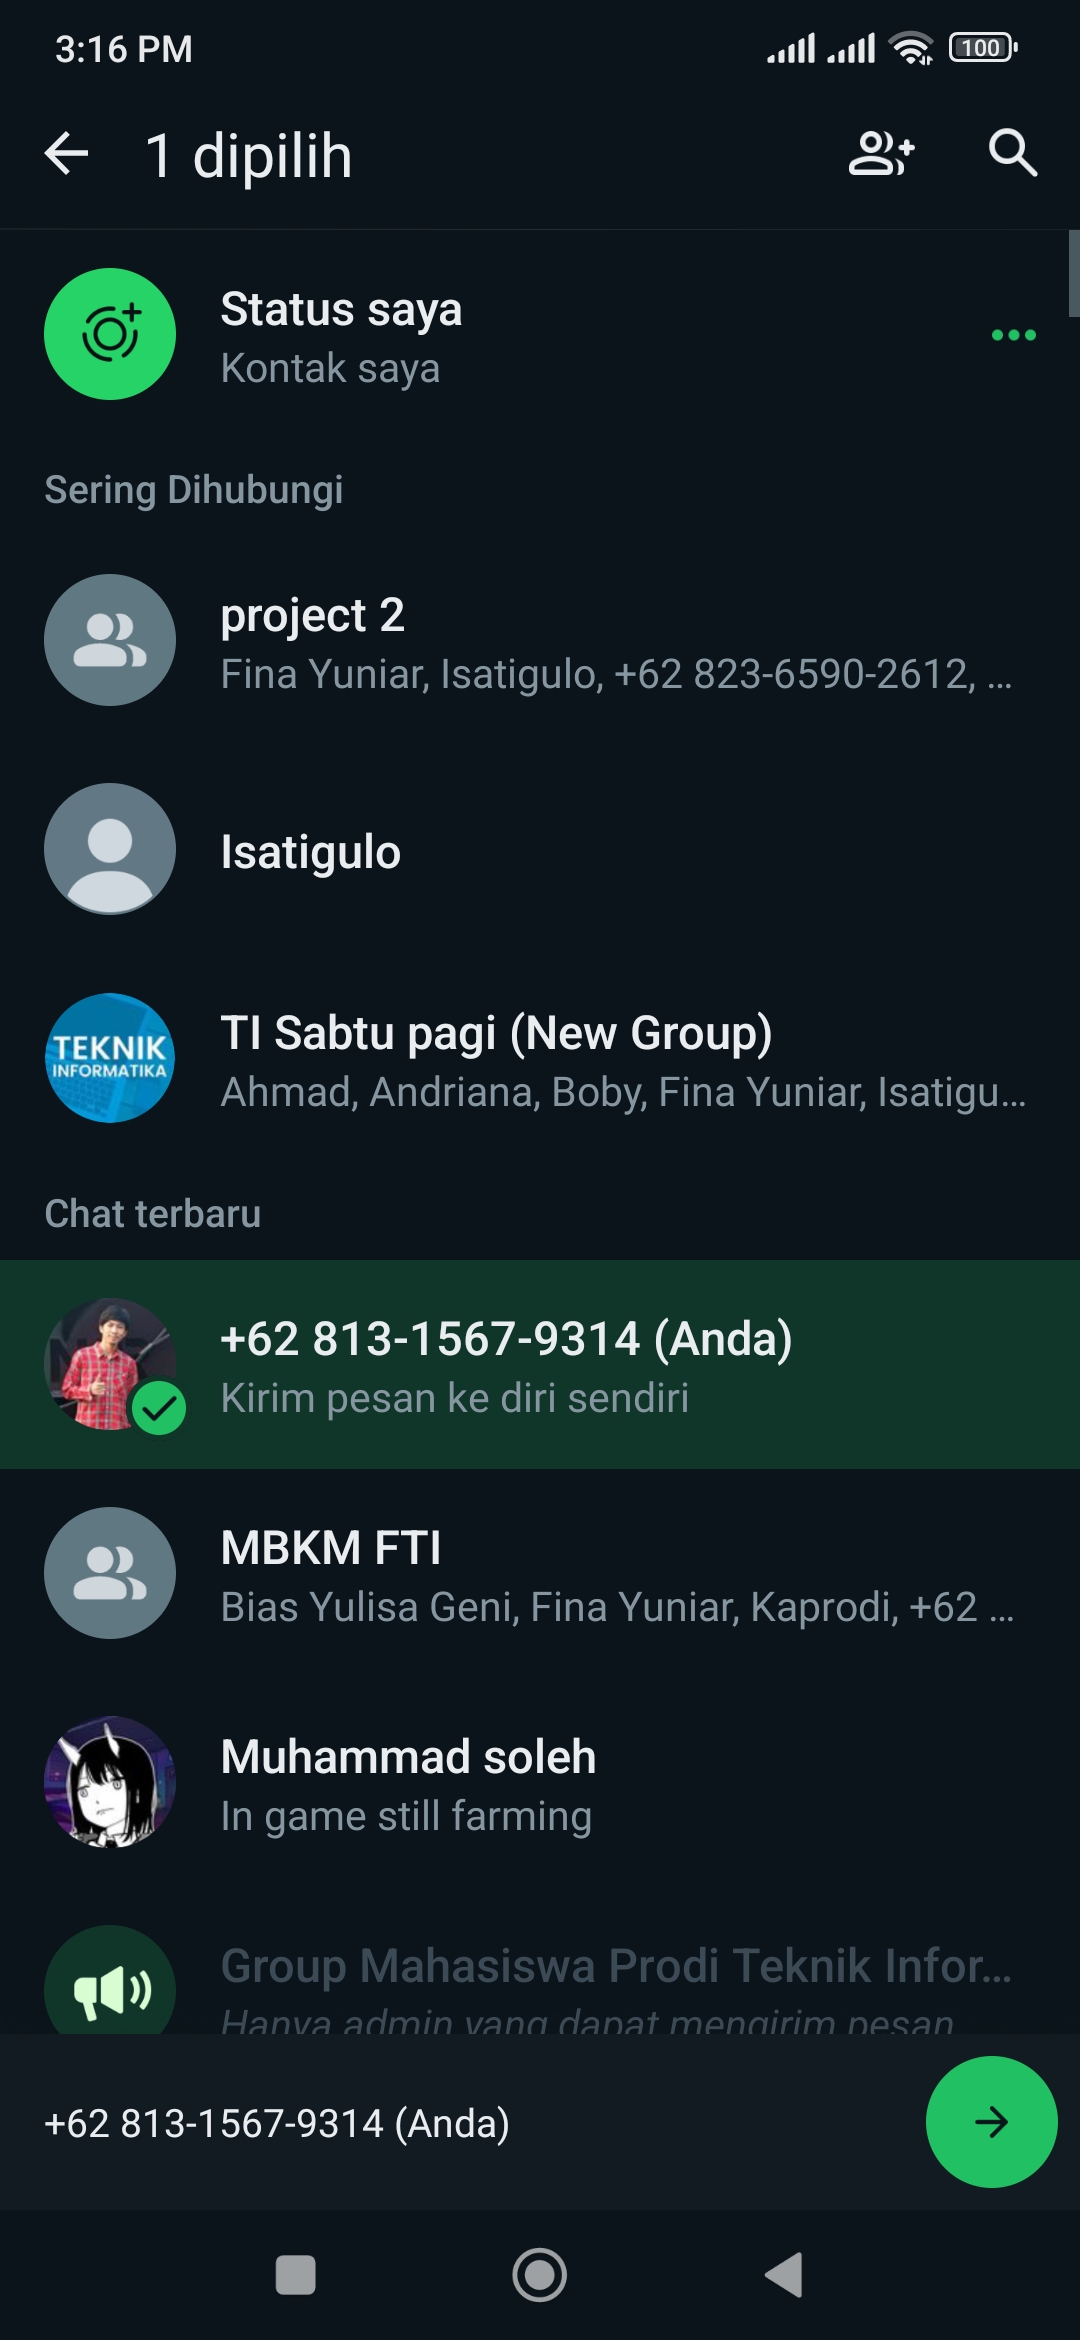 3:16 PM
100
1 dipilih
Status saya
Kontak saya
Sering Dihubungi
project 2
Fina Yuniar, Isatigulo, +62 823-6590-2612, ...
Isatigulo
TEKNIK
INFORMATIKA
TI Sabtu pagi (New Group)
Ahmad, Andriana, Boby, Fina Yuniar, Isatigu...
Chat terbaru
+62 813-1567-9314 (Anda)
Kirim pesan ke diri sendiri
MBKM FTI
Bias Yulisa Geni, Fina Yuniar, Kaprodi, +62 ...
Muhammad soleh
In game still farming
Group Mahasiswa Prodi Teknik Infor...
Hanya admin yang dapat mengirim pesan
+62 813-1567-9314 (Anda)